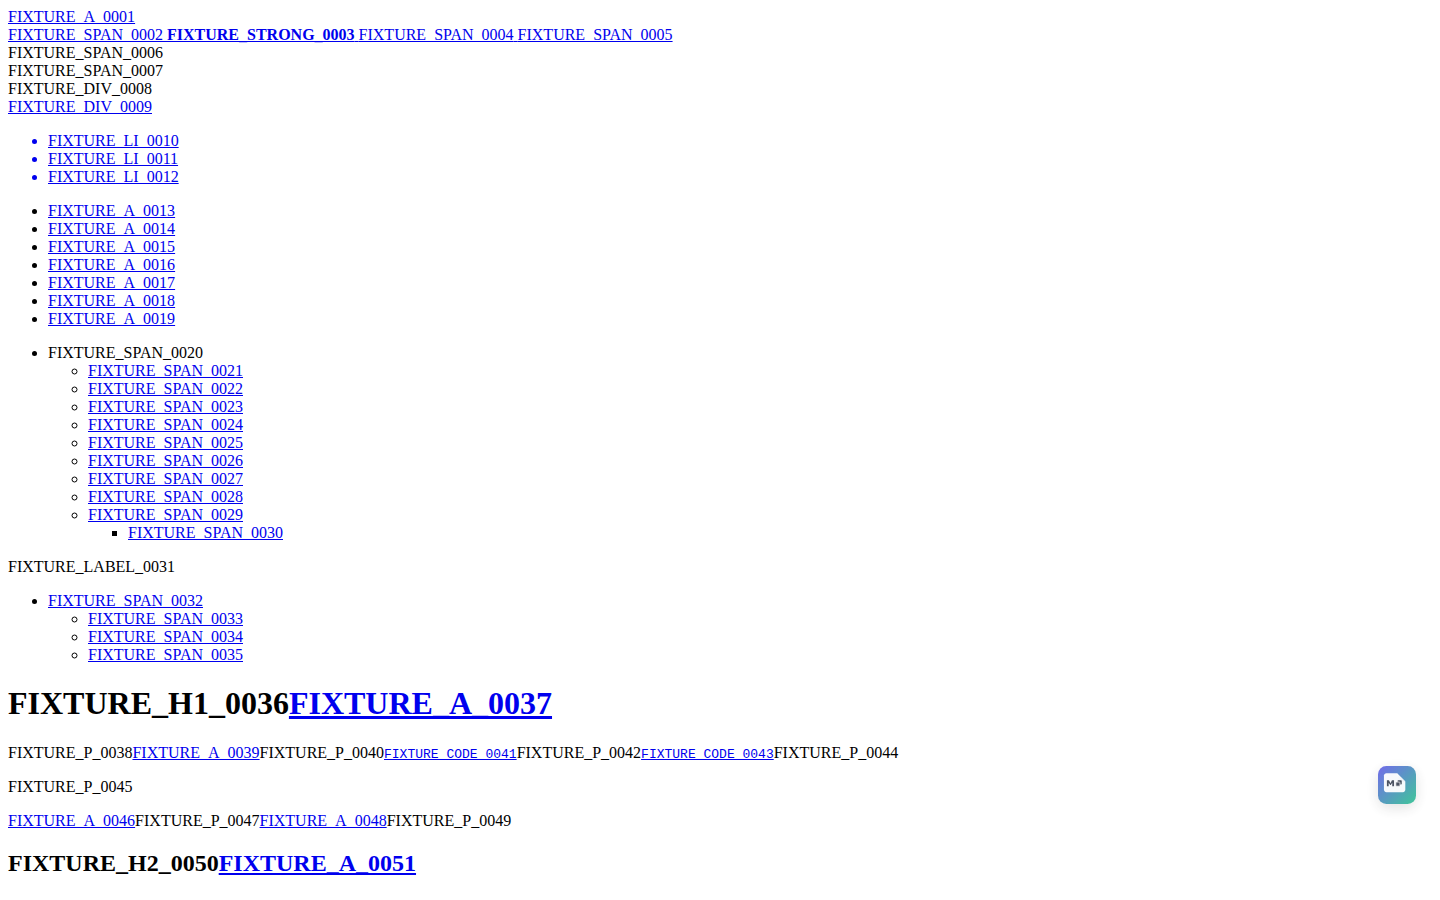 FIXTURE_A_0001
FIXTURE_SPAN_0002 FIXTURE_STRONG_0003 FIXTURE_SPAN_0004 FIXTURE_SPAN_0005
FIXTURE_SPAN_0006
FIXTURE_SPAN_0007
FIXTURE_DIV_0008
FIXTURE_DIV_0009
FIXTURE_LI_0010
FIXTURE_LI_0011
FIXTURE_LI_0012
FIXTURE_A_0013
FIXTURE_A_0014
FIXTURE_A_0015
FIXTURE_A_0016
FIXTURE_A_0017
FIXTURE_A_0018
FIXTURE_A_0019
FIXTURE_SPAN_0020
FIXTURE_SPAN_0021
FIXTURE_SPAN_0022
FIXTURE_SPAN_0023
FIXTURE_SPAN_0024
FIXTURE_SPAN_0025
FIXTURE_SPAN_0026
FIXTURE_SPAN_0027
FIXTURE_SPAN_0028
FIXTURE_SPAN_0029
FIXTURE_SPAN_0030
FIXTURE_LABEL_0031
FIXTURE_SPAN_0032
FIXTURE_SPAN_0033
FIXTURE_SPAN_0034
FIXTURE_SPAN_0035
FIXTURE_H1_0036FIXTURE_A_0037
FIXTURE_P_0038FIXTURE_A_0039FIXTURE_P_0040FIXTURE_CODE_0041FIXTURE_P_0042FIXTURE_CODE_0043FIXTURE_P_0044
FIXTURE_P_0045
FIXTURE_A_0046FIXTURE_P_0047FIXTURE_A_0048FIXTURE_P_0049
FIXTURE_H2_0050FIXTURE_A_0051